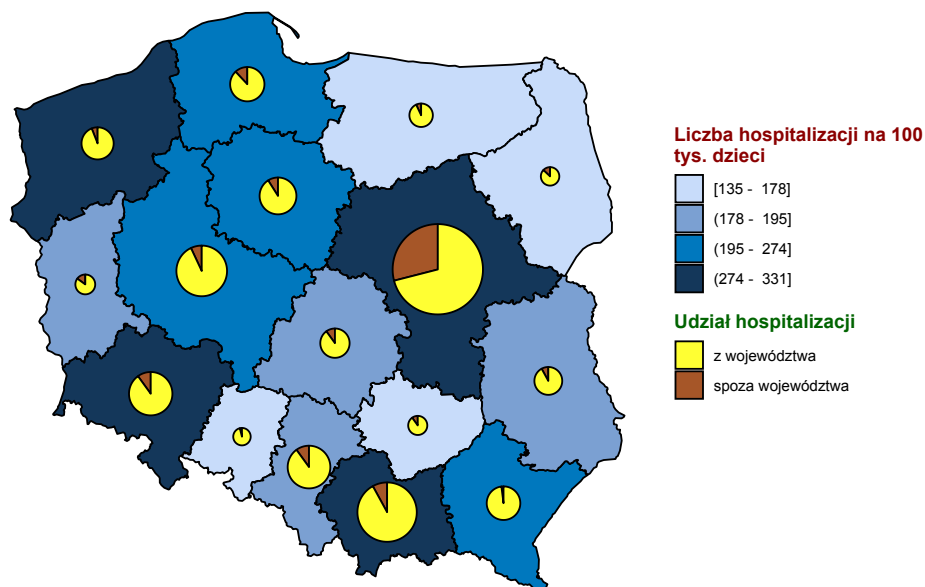 Liczba hospitalizacji na 100
tys. dzieci
[135 - 178]
(178 - 195]
(195 - 274]
(274 - 331]
Udział hospitalizacji
z województwa
spoza województwa